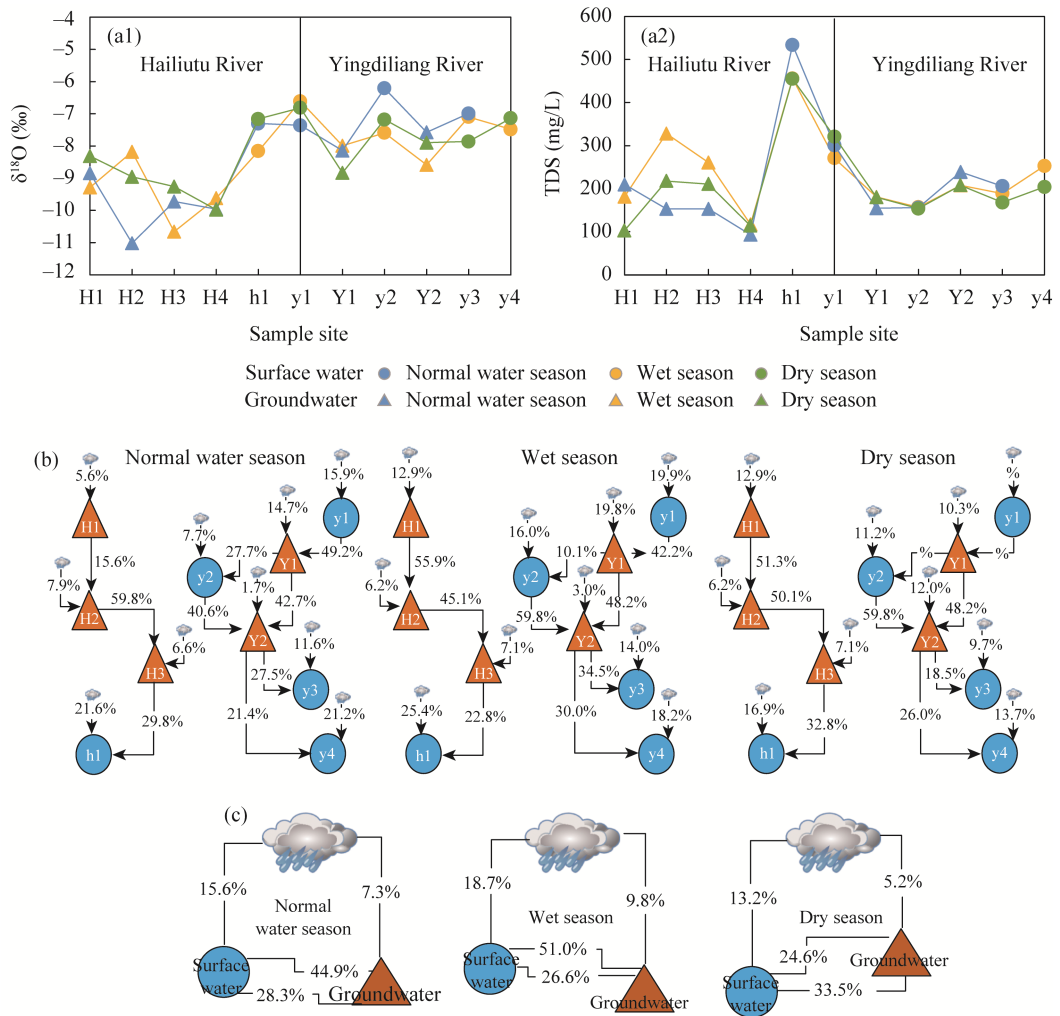 (a1)
Hailiutu River
Yingdiliang River
δ¹⁸O (‰)
−4
−5
−6
−7
−8
−9
−10
−11
−12
H1 H2 H3 H4 h1 y1 Y1 y2 Y2 y3 y4
Sample site
(a2)
Hailiutu River
Yingdiliang River
TDS (mg/L)
600
500
400
300
200
100
0
H1 H2 H3 H4 h1 y1 Y1 y2 Y2 y3 y4
Sample site
Surface water Normal water season Wet season Dry season
Groundwater Normal water season Wet season Dry season
(b)
Normal water season
5.6%
15.9%
14.7%
H1
y1
7.7%
27.7%
49.2%
15.6%
y2
Y1
7.9%
1.7%
42.7%
H2
59.8%
40.6%
6.6%
Y2
11.6%
H3
27.5%
y3
21.6%
29.8%
21.4%
21.2%
h1
y4
Wet season
12.9%
19.9%
19.8%
H1
y1
16.0%
10.1%
42.2%
55.9%
y2
Y1
6.2%
3.0%
48.2%
H2
45.1%
59.8%
7.1%
Y2
14.0%
H3
34.5%
y3
25.4%
22.8%
30.0%
18.2%
h1
y4
Dry season
12.9%
%
10.3%
H1
y1
11.2%
%
%
51.3%
y2
Y1
6.2%
12.0%
48.2%
H2
50.1%
59.8%
7.1%
Y2
9.7%
H3
18.5%
y3
16.9%
32.8%
26.0%
13.7%
h1
y4
(c)
15.6%
7.3%
Normal
water season
Surface
water
44.9%
28.3%
Groundwater
18.7%
9.8%
Wet season
Surface
water
51.0%
26.6%
Groundwater
13.2%
5.2%
Dry season
24.6%
Groundwater
Surface
water
33.5%